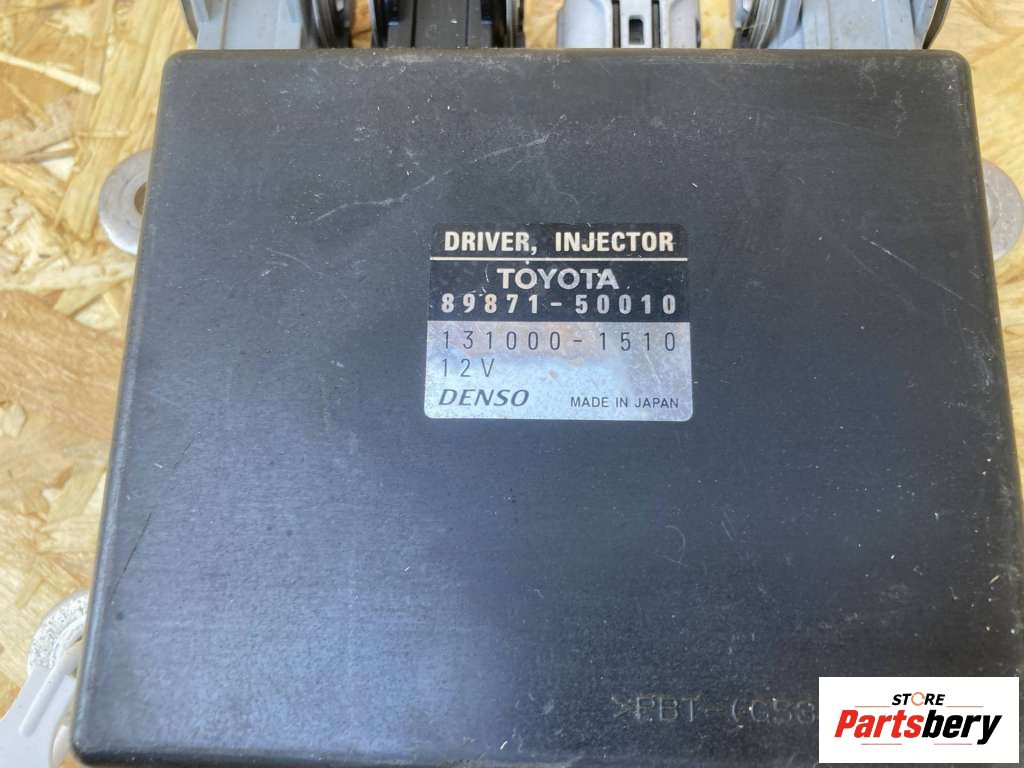 DRIVER, INJECTOR
TOYOTA
89871-50010
131000-1510
12V
DENSO MADE IN JAPAN
STORE
Partsbery